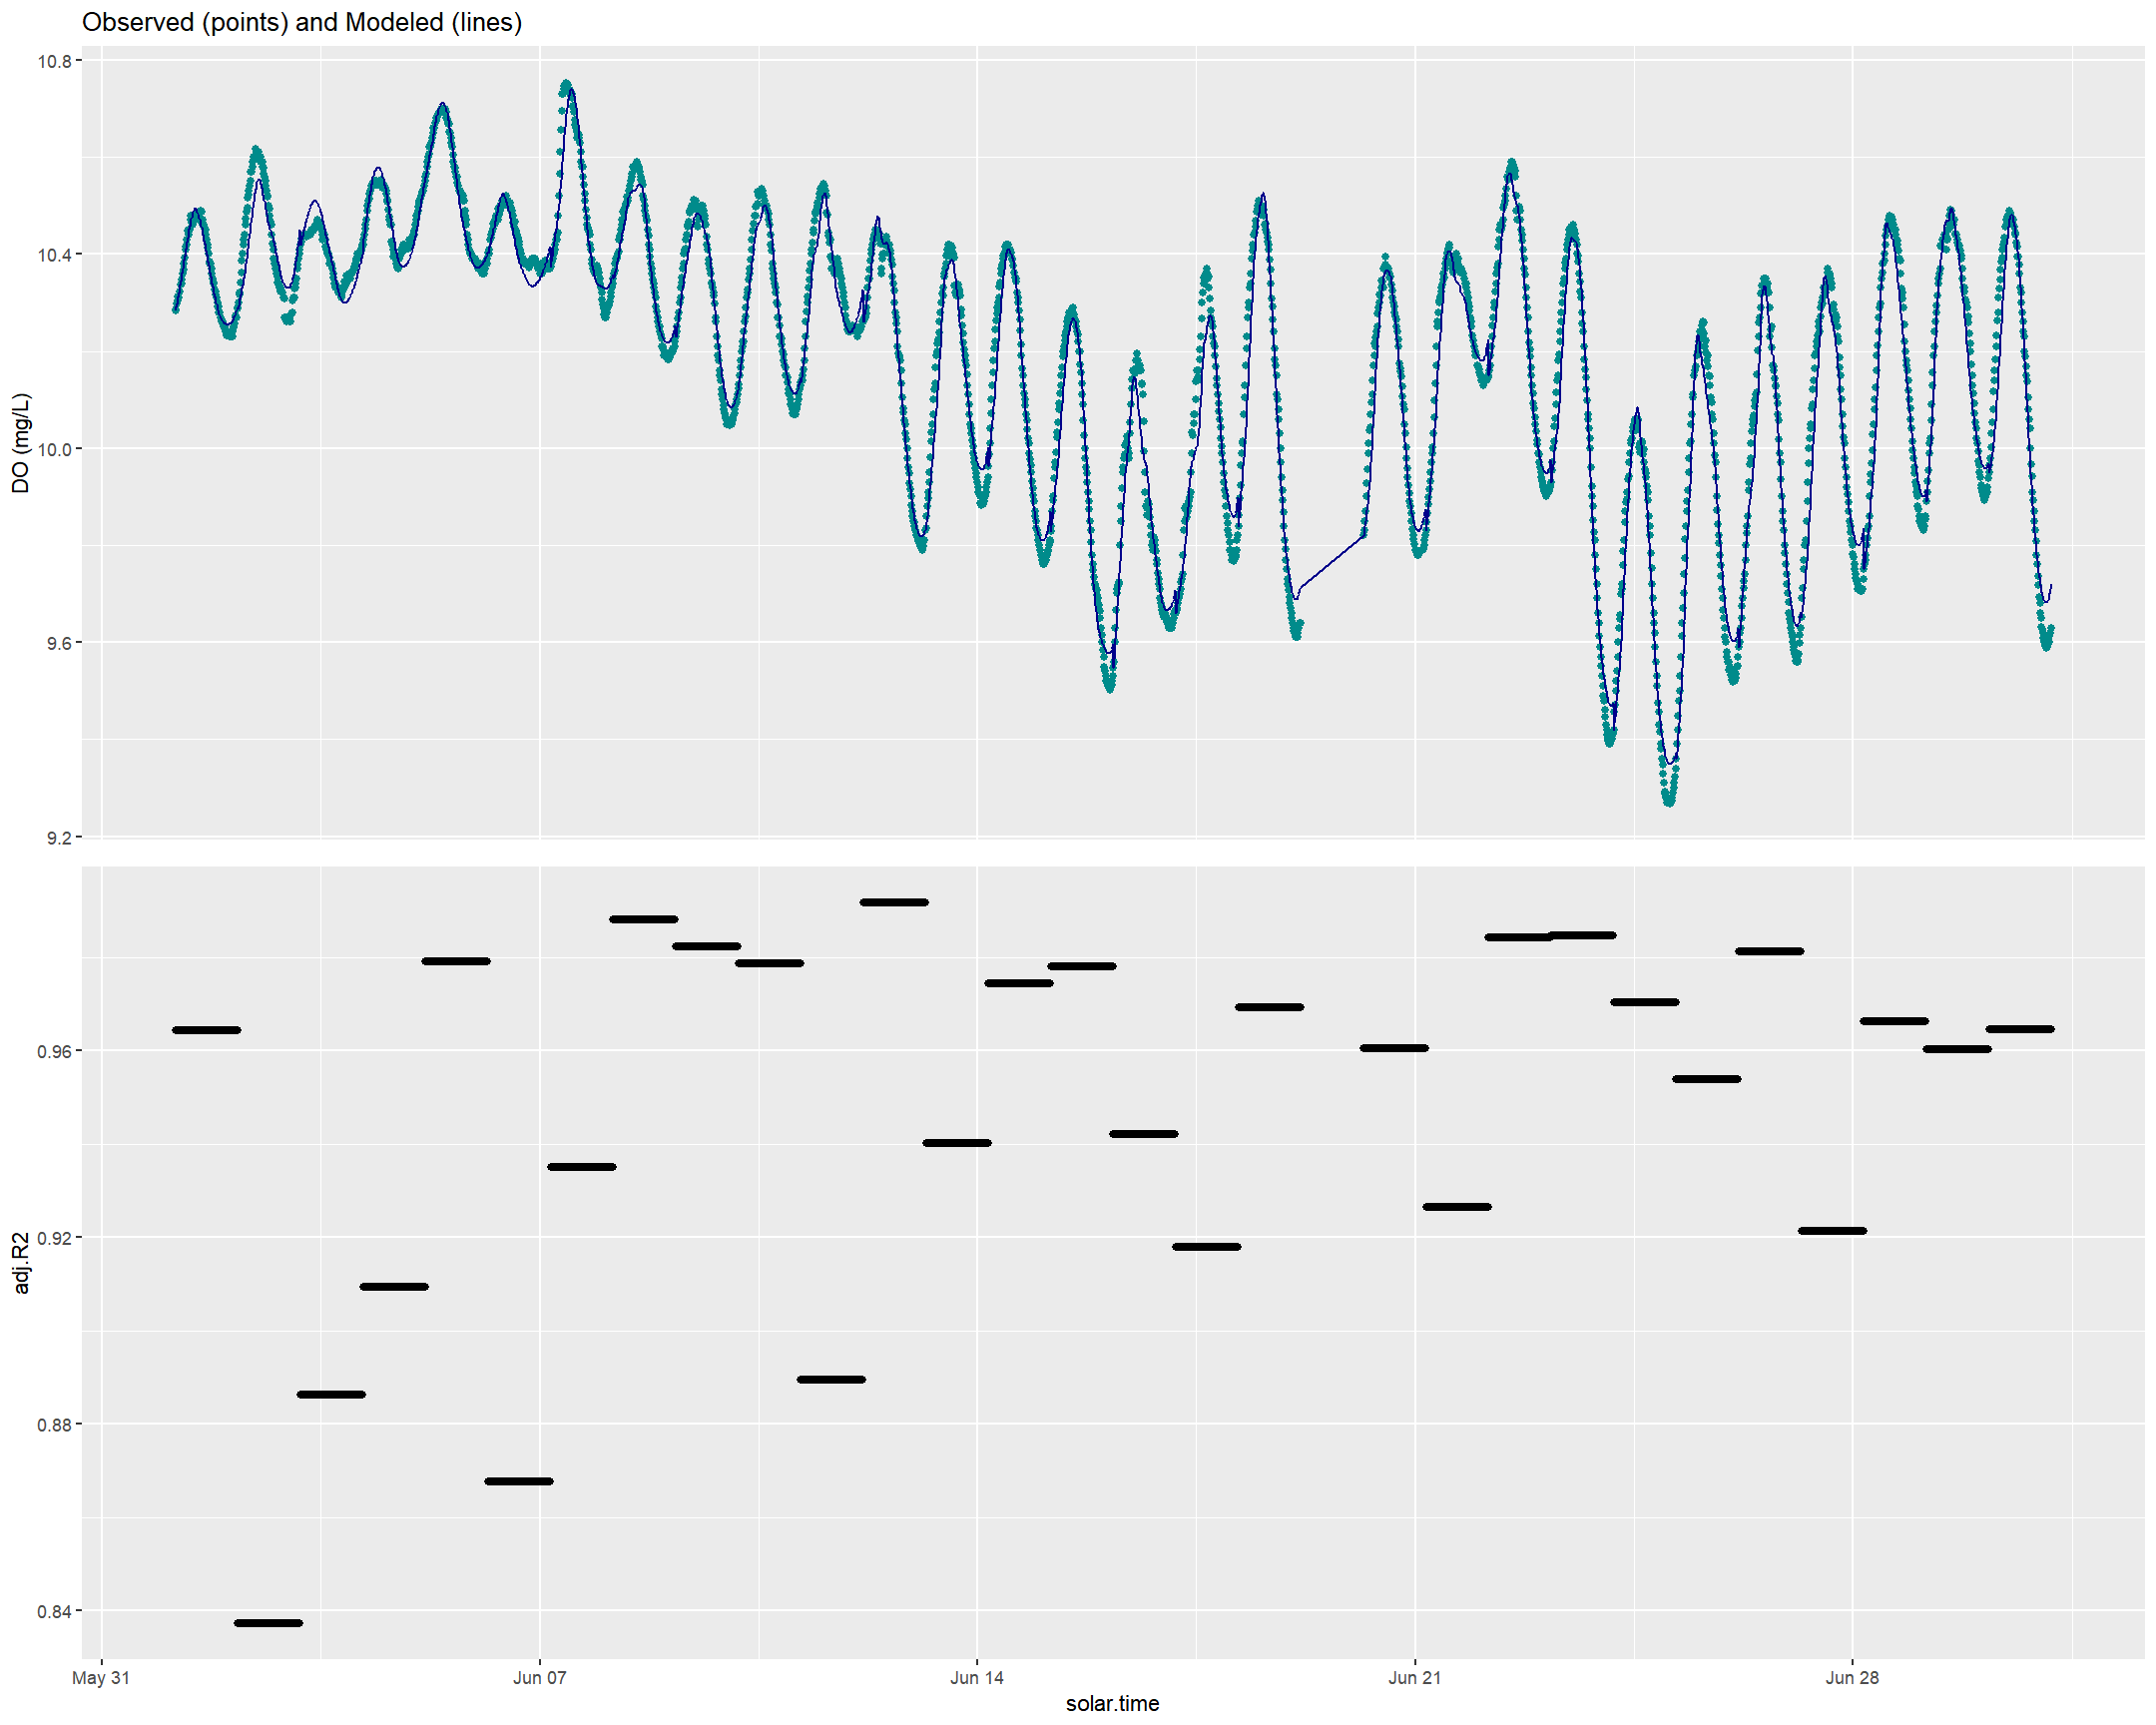 Observed (points) and Modeled (lines)
10.8
10.4
10.0
9.6
9.2
DO (mg/L)
0.96
0.92
0.88
0.84
adj.R2
May 31 Jun 07 Jun 14 Jun 21 Jun 28
solar.time